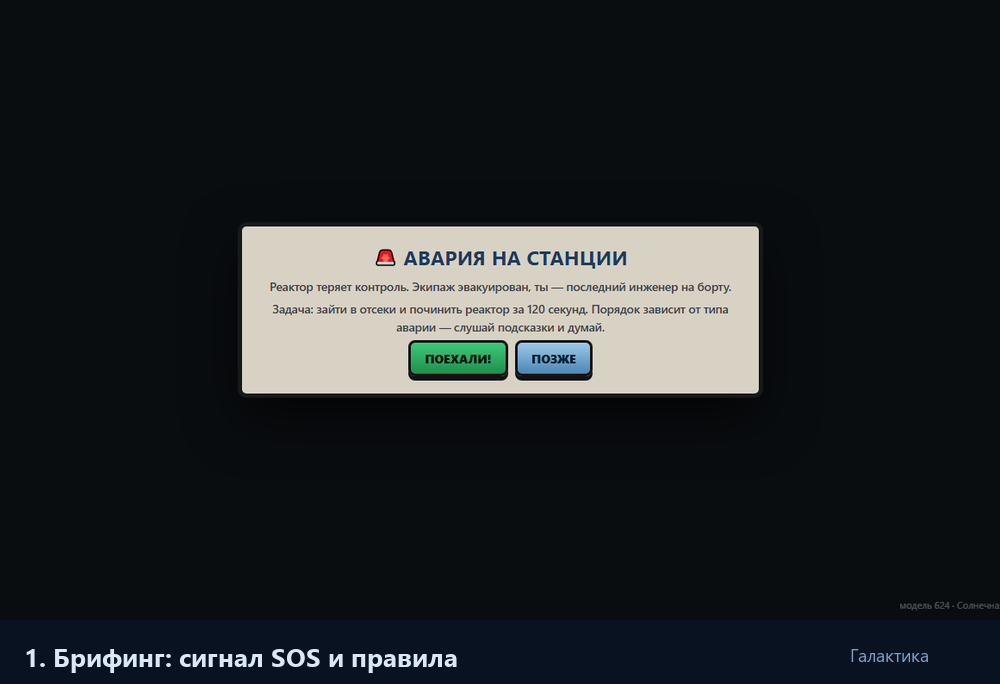 АВАРИЯ НА СТАНЦИИ
Реактор теряет контроль. Экипаж эвакуирован, ты — последний инженер на борту.
Задача: зайти в отсеки и починить реактор за 120 секунд. Порядок зависит от типа
аварии — слушай подсказки и думай.
ПОЕХАЛИ! ПОЗЖЕ
модель 624 - Солнечна
1. Брифинг: сигнал SOS и правила
Галактика